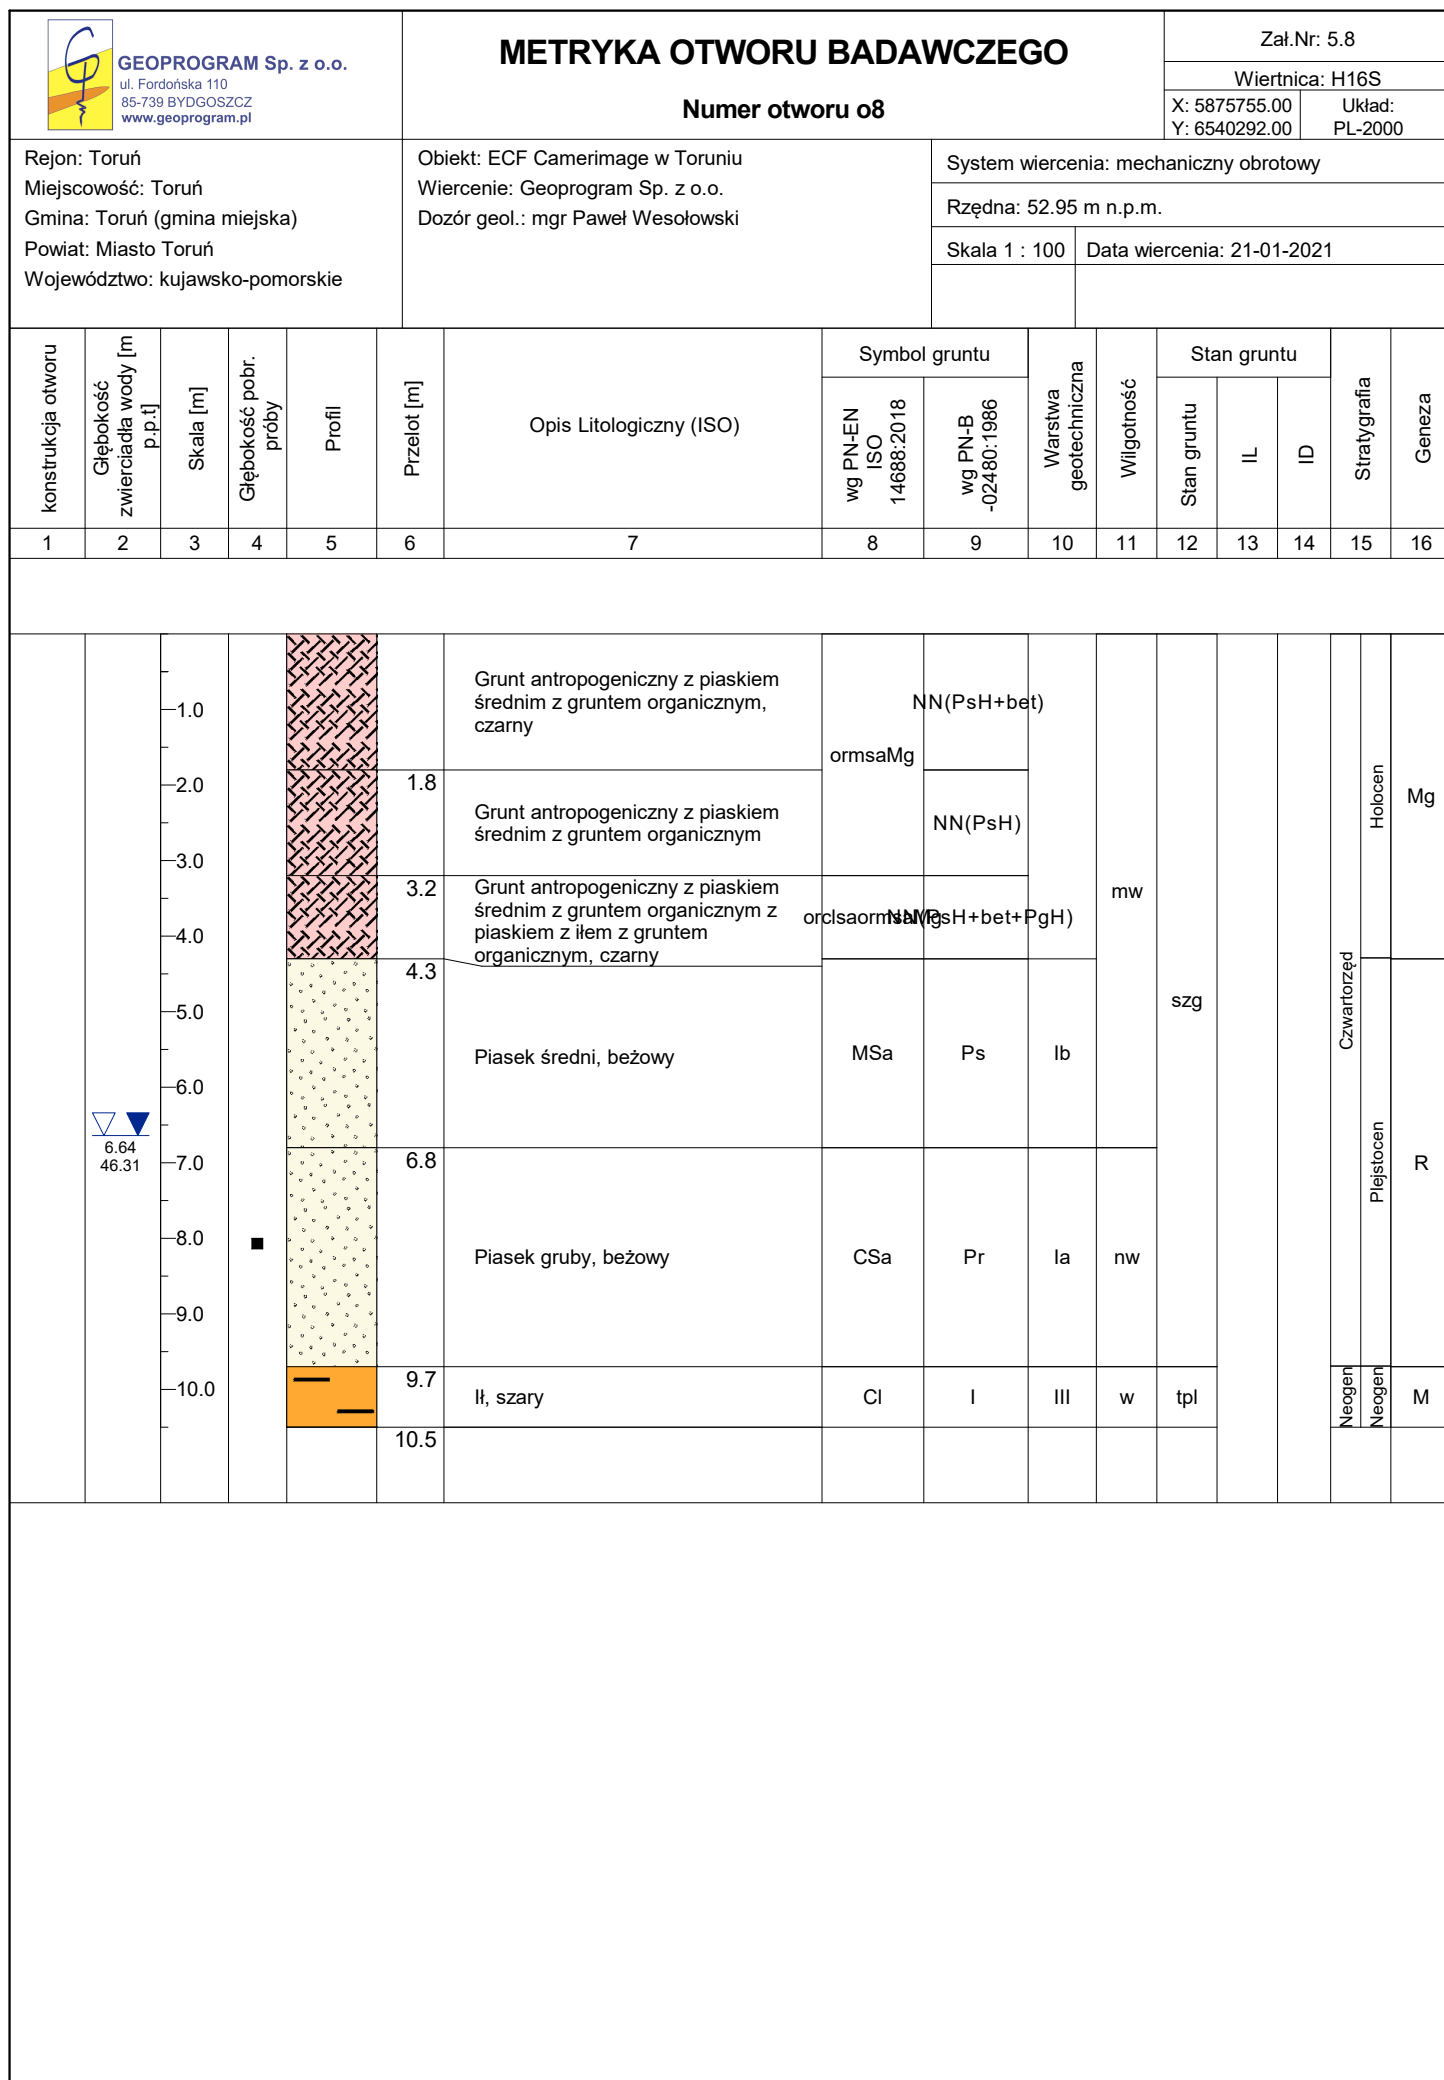 GEOPROGRAM Sp. z o.o.
ul. Fordońska 110
85-739 BYDGOSZCZ
www.geoprogram.pl
METRYKA OTWORU BADAWCZEGO
Numer otworu o8
Zał.Nr: 5.8
Wiertnica: H16S
X: 5875755.00
Y: 6540292.00
Układ:
PL-2000
Rejon: Toruń
Miejscowość: Toruń
Gmina: Toruń (gmina miejska)
Powiat: Miasto Toruń
Województwo: kujawsko-pomorskie
Obiekt: ECF Camerimage w Toruniu
Wiercenie: Geoprogram Sp. z o.o.
Dozór geol.: mgr Paweł Wesołowski
System wiercenia: mechaniczny obrotowy
Rzędna: 52.95 m n.p.m.
Skala 1 : 100
Data wiercenia: 21-01-2021
konstrukcja otworu
Głębokość
zwierciadła wody [m
p.p.t]
Skala [m]
Głębokość pobr.
próby
Profil
Przelot [m]
Opis Litologiczny (ISO)
Symbol gruntu
wg PN-EN
ISO
14688:2018
wg PN-B
-02480:1986
Warstwa
geotechniczna
Wilgotność
Stan gruntu
Stan gruntu
IL
ID
Stratygrafia
Geneza
1 2 3 4 5 6 7 8 9 10 11 12 13 14 15 16
1.0
2.0
3.0
4.0
5.0
6.0
7.0
8.0
9.0
10.0
6.64
46.31
1.8
3.2
4.3
6.8
9.7
10.5
Grunt antropogeniczny z piaskiem
średnim z gruntem organicznym,
czarny
Grunt antropogeniczny z piaskiem
średnim z gruntem organicznym
Grunt antropogeniczny z piaskiem
średnim z gruntem organicznym z
piaskiem z iłem z gruntem
organicznym, czarny
Piasek średni, beżowy
Piasek gruby, beżowy
Ił, szary
ormsaMg
orclsaormsaMg
MSa
CSa
Cl
NN(PsH+bet)
NN(PsH)
NN(PsH+bet+PgH)
Ps
Pr
I
Ib
Ia
III
mw
nw
w
szg
tpl
Czwartorzęd
Neogen
Holocen
Plejstocen
Neogen
Mg
R
M